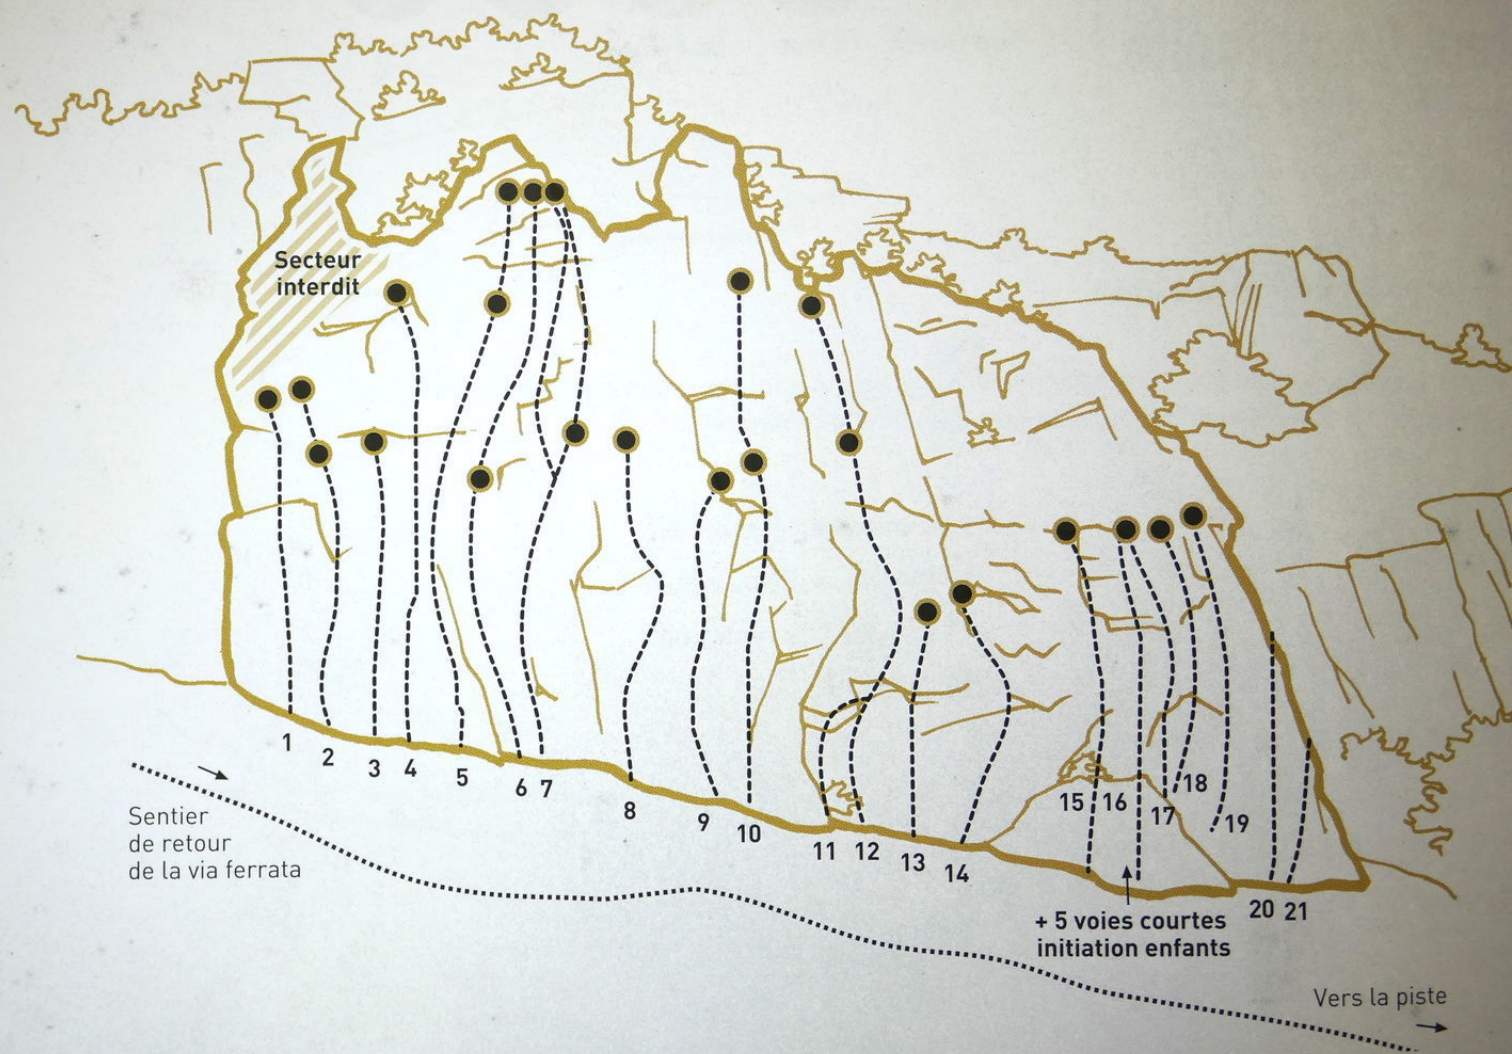 Secteur
interdit
1
2
3
4
5
6
7
8
9
10
11
12
13
14
15
16
17
18
19
20
21
+ 5 voies courtes
initiation enfants
Sentier
de retour
de la via ferrata
Vers la piste